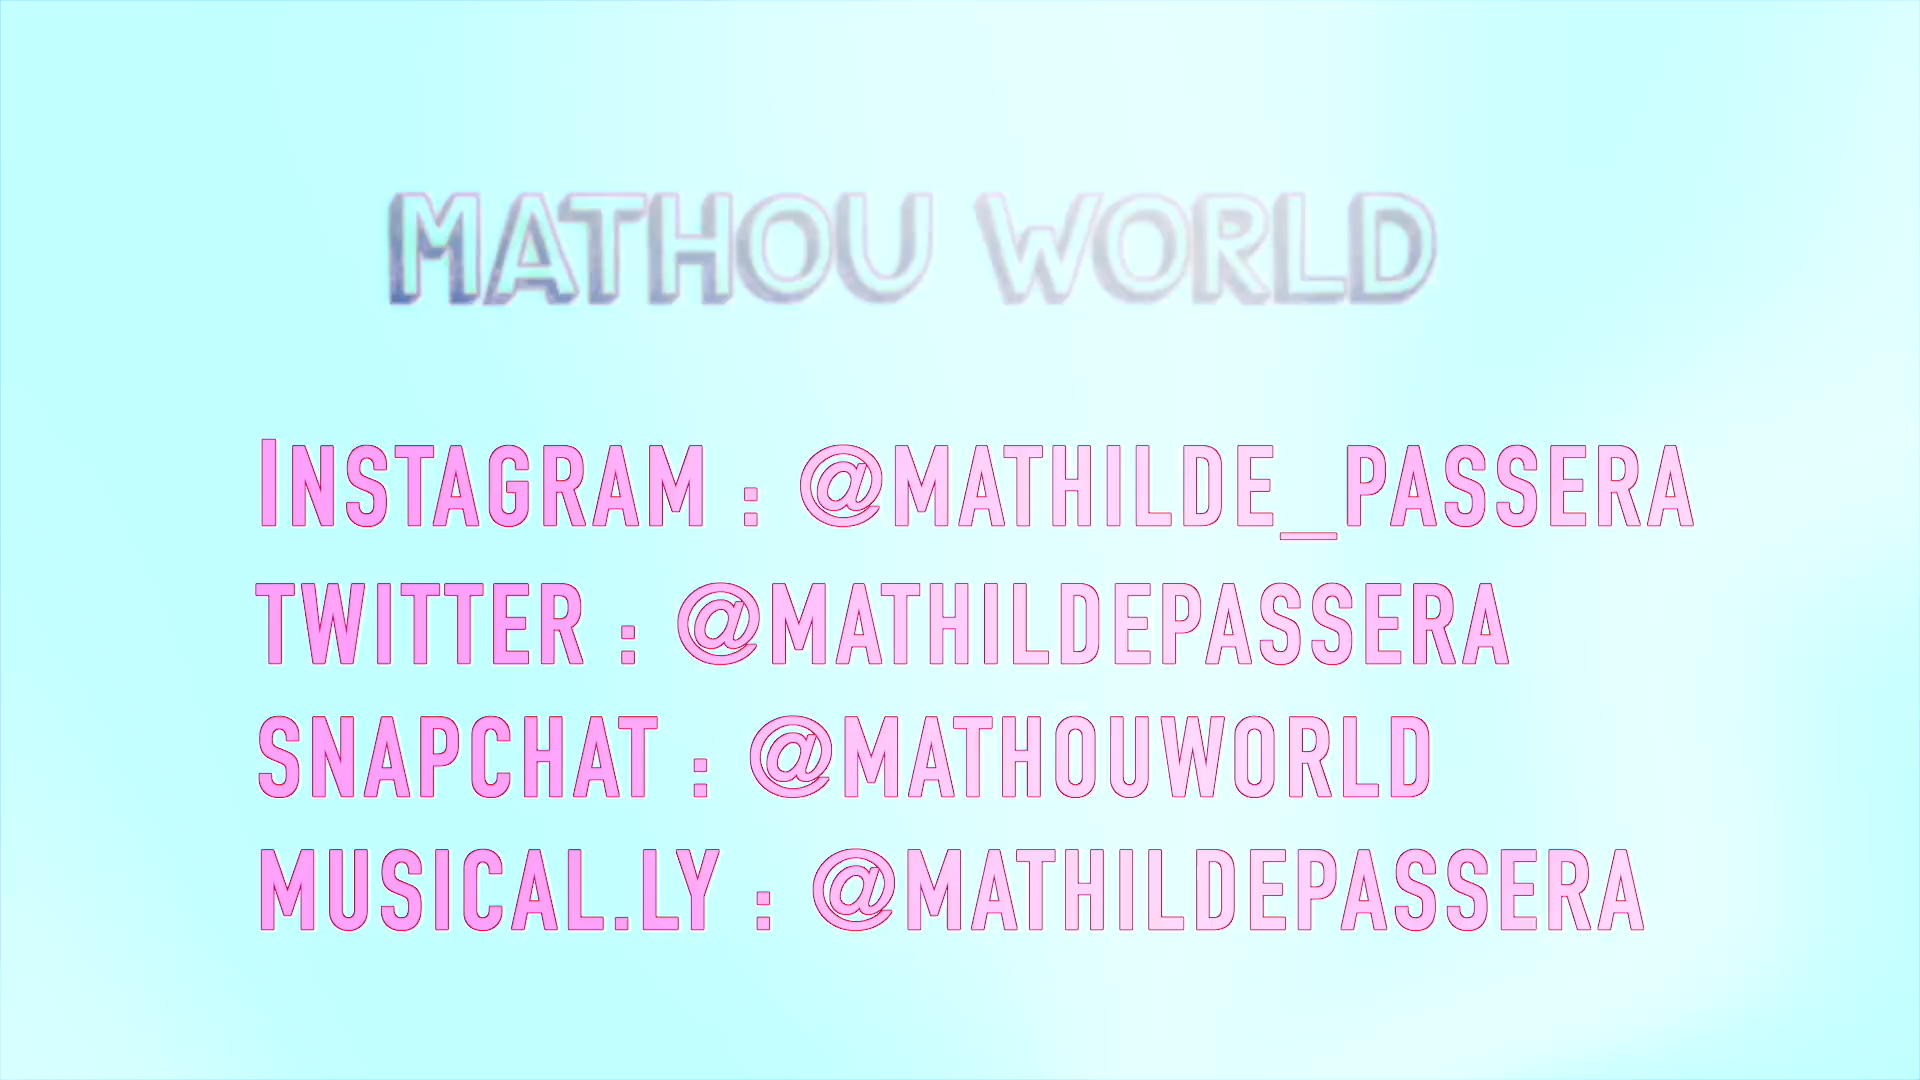 MATHOU WORLD
INSTAGRAM : @MATHILDE_PASSERA
TWITTER : @MATHILDEPASSERA
SNAPCHAT : @MATHOUWORLD
MUSICAL.LY : @MATHILDEPASSERA